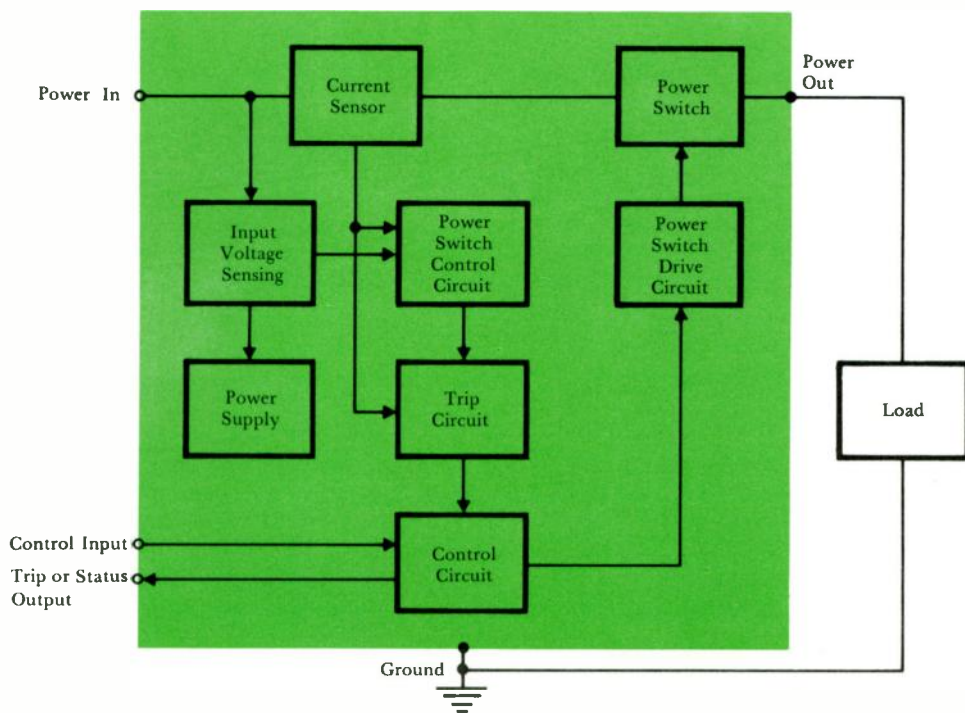 Power In
Current
Sensor
Power
Switch
Power
Out
Input
Voltage
Sensing
Power
Switch
Control
Circuit
Power
Switch
Drive
Circuit
Power
Supply
Trip
Circuit
Load
Control Input
Trip or Status
Output
Control
Circuit
Ground